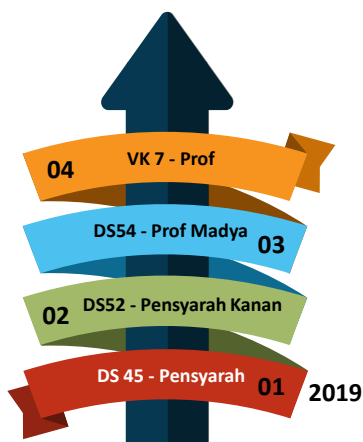 04 VK 7 - Prof
DS54 - Prof Madya 03
02 DS52 - Pensyarah Kanan
DS 45 - Pensyarah 01 2019